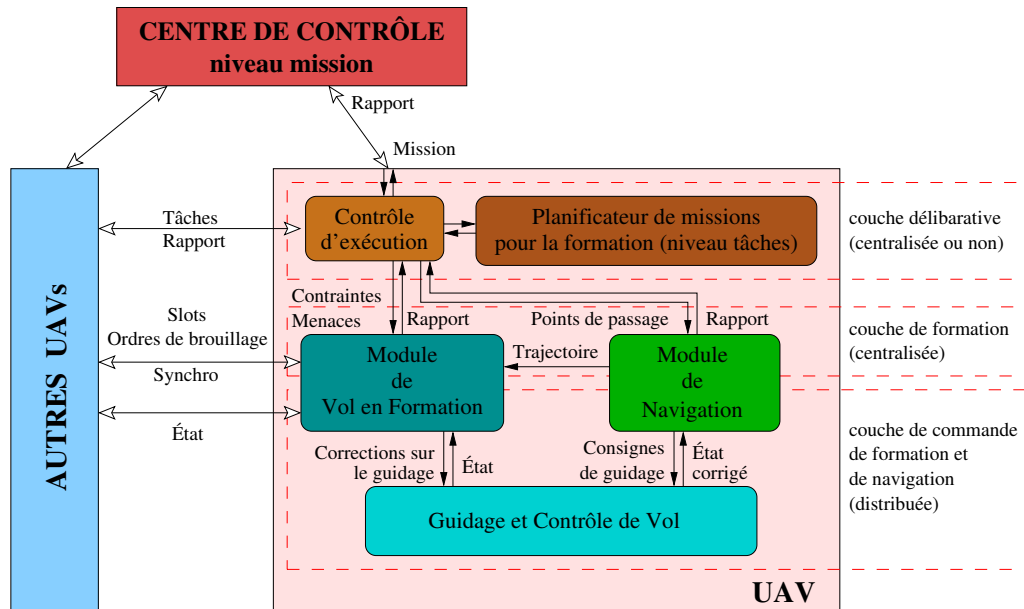 CENTRE DE CONTRÔLE
niveau mission
Rapport
Mission
AUTRES UAVs
Tâches
Rapport
Contrôle
d'exécution
Planificateur de missions
pour la formation (niveau tâches)
couche délibarative
(centralisée ou non)
Contraintes
Menaces
Rapport
Points de passage
Rapport
Slots
Ordres de brouillage
Synchro
couche de formation
(centralisée)
Module
de
Vol en Formation
Trajectoire
Module
de
Navigation
État
Corrections sur
le guidage
État
Consignes
de guidage
État
corrigé
couche de commande
de formation et
de navigation
(distribuée)
Guidage et Contrôle de Vol
UAV